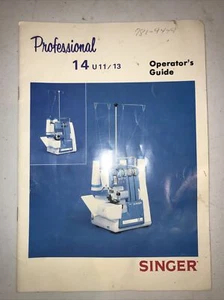 Professional
14 U11/13
Operator's
Guide
SINGER